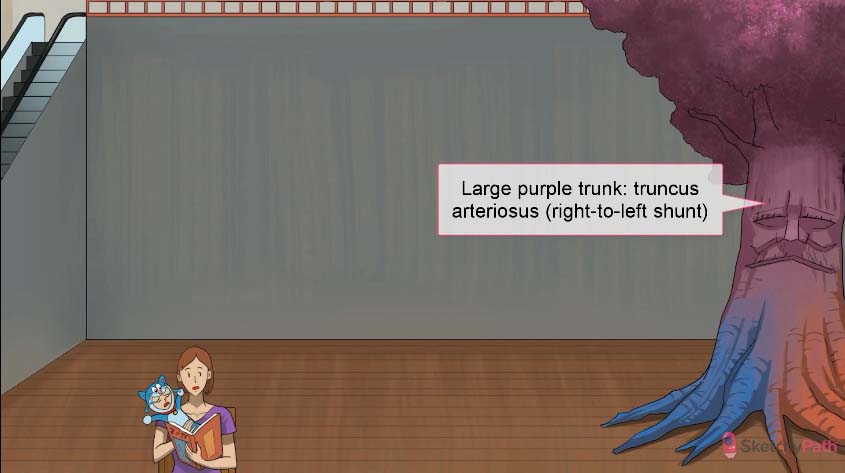 Large purple trunk: truncus
arteriosus (right-to-left shunt)
SketchyPath